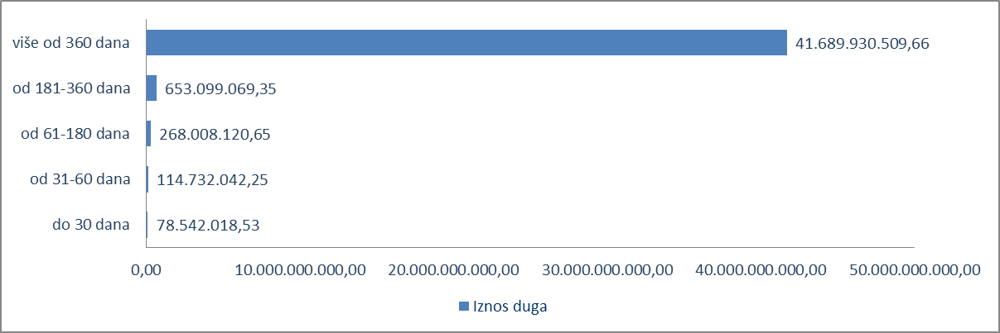 više od 360 dana 41.689.930.509,66
od 181-360 dana 653.099.069,35
od 61-180 dana 268.008.120,65
od 31-60 dana 114.732.042,25
do 30 dana 78.542.018,53
0,00 10.000.000.000,00 20.000.000.000,00 30.000.000.000,00 40.000.000.000,00 50.000.000.000,00
Iznos duga